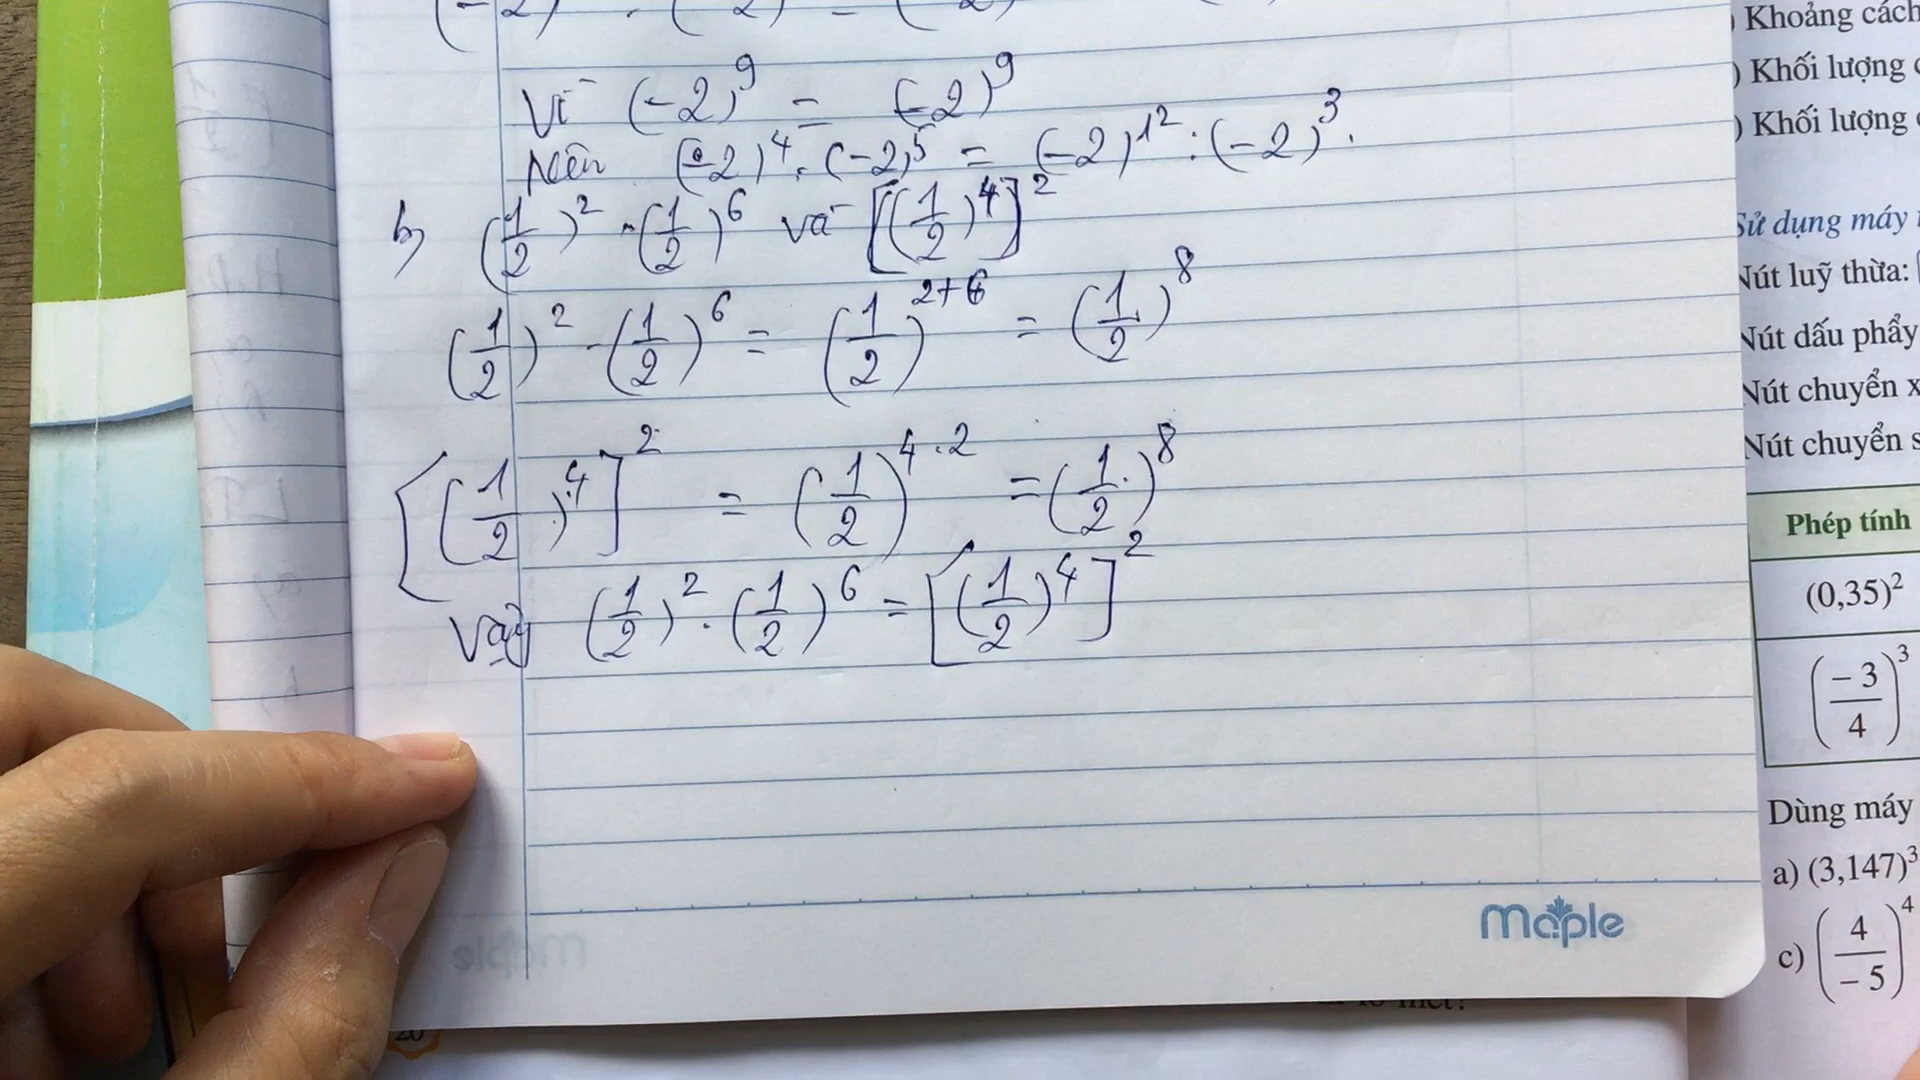 Vì (-2)⁹ = (-2)⁹
Nên (-2)⁴ . (-2)⁵ = (-2)¹² : (-2)³.
b) (1/2)² . (1/2)⁶ và [(1/2)⁴]²
(1/2)² . (1/2)⁶ = (1/2)²⁺⁶ = (1/2)⁸
[(1/2)⁴]² = (1/2)^(4.2) = (1/2)⁸
Vậy (1/2)² . (1/2)⁶ = [(1/2)⁴]²
maple
20
) Khoảng cách
) Khối lượng
) Khối lượng
Sử dụng máy
Nút luỹ thừa:
Nút dấu phẩy
Nút chuyển
Nút chuyển
Phép tính
(0,35)²
(-3/4)³
Dùng máy
a) (3,147)³
c) (4/-5)⁴